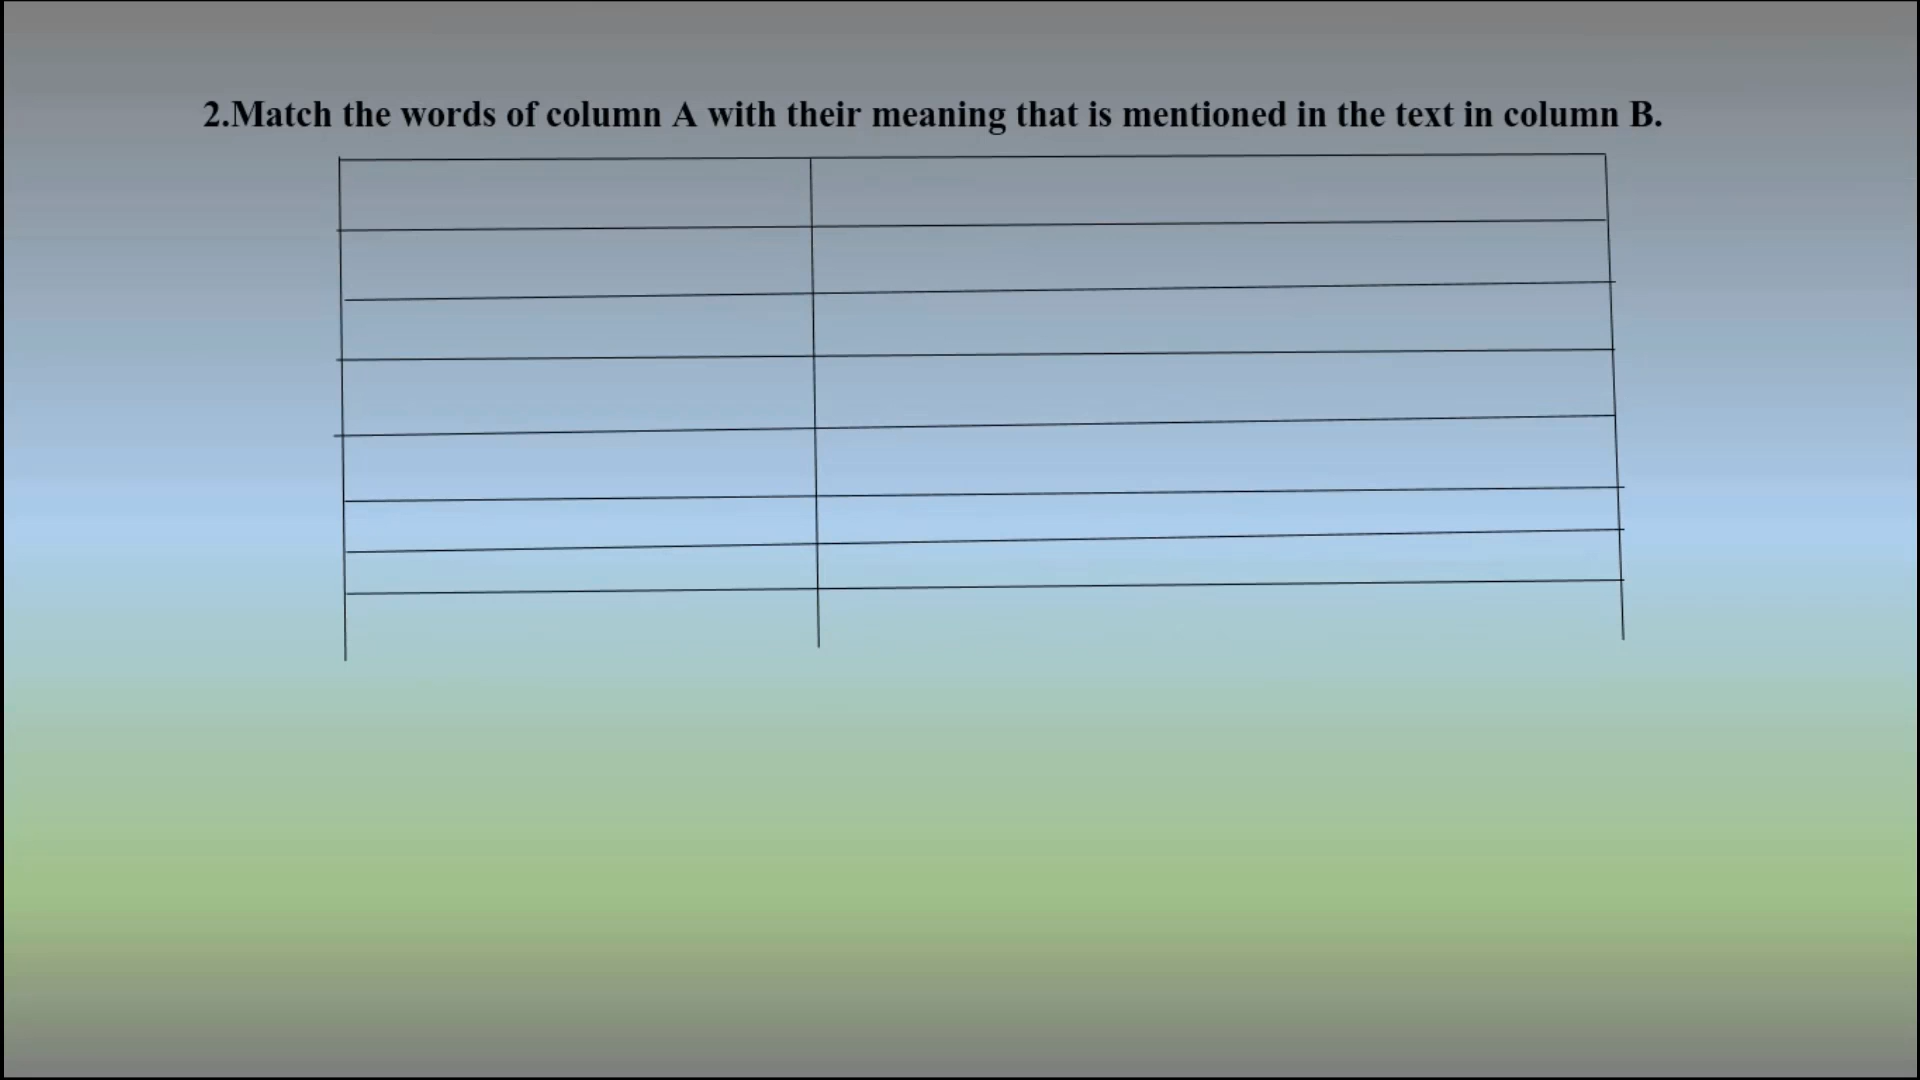 2.Match the words of column A with their meaning that is mentioned in the text in column B.